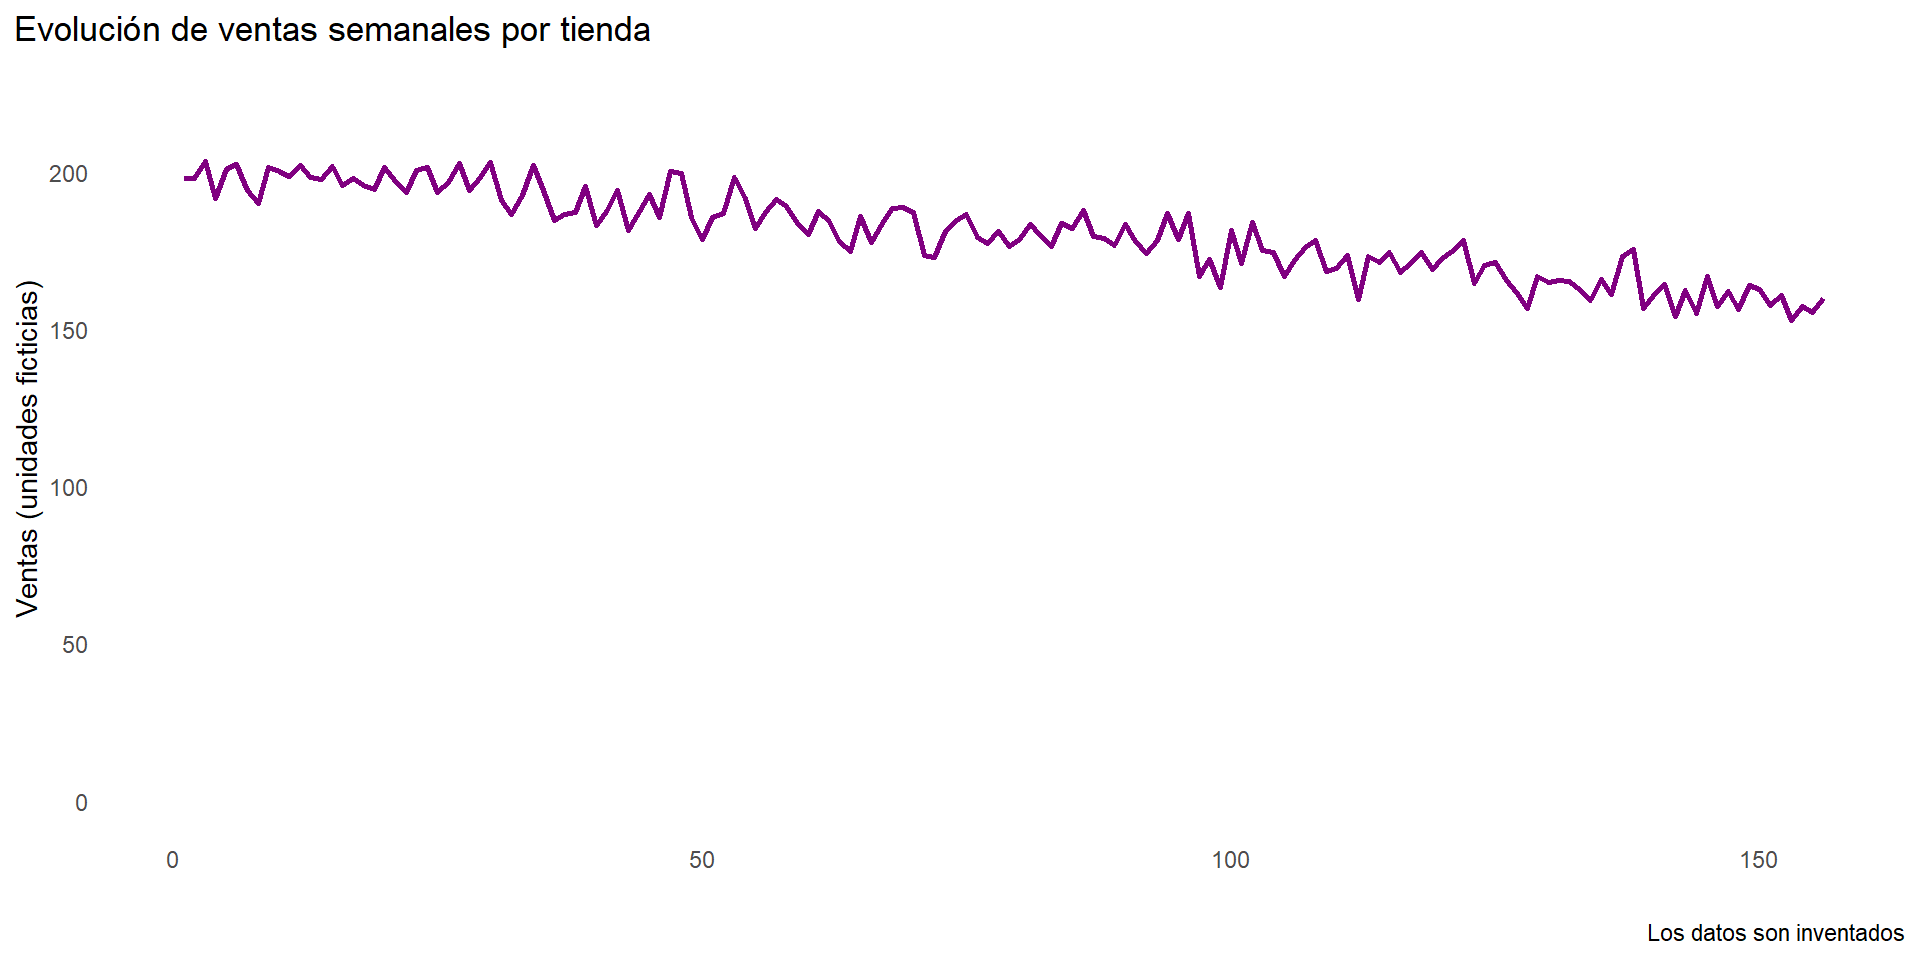 Evolución de ventas semanales por tienda
Ventas (unidades ficticias)
200
150
100
50
0
0 50 100 150
Los datos son inventados